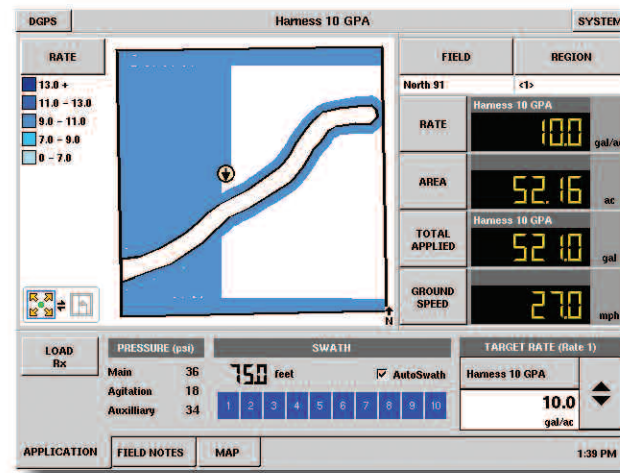 DGPS
Harness 10 GPA
SYSTEM
RATE
13.0 +
11.0 - 13.0
9.0 - 11.0
7.0 - 9.0
0 - 7.0
N
FIELD
REGION
North 91
<1>
RATE
Harness 10 GPA
10.0
gal/ac
AREA
52.16
ac
TOTAL
APPLIED
Harness 10 GPA
521.0
gal
GROUND
SPEED
27.0
mph
LOAD
Rx
PRESSURE (psi)
Main 36
Agitation 18
Auxilliary 34
SWATH
75.0 feet
AutoSwath
1 2 3 4 5 6 7 8 9 10
TARGET RATE (Rate 1)
Harness 10 GPA
10.0
gal/ac
APPLICATION
FIELD NOTES
MAP
1:39 PM